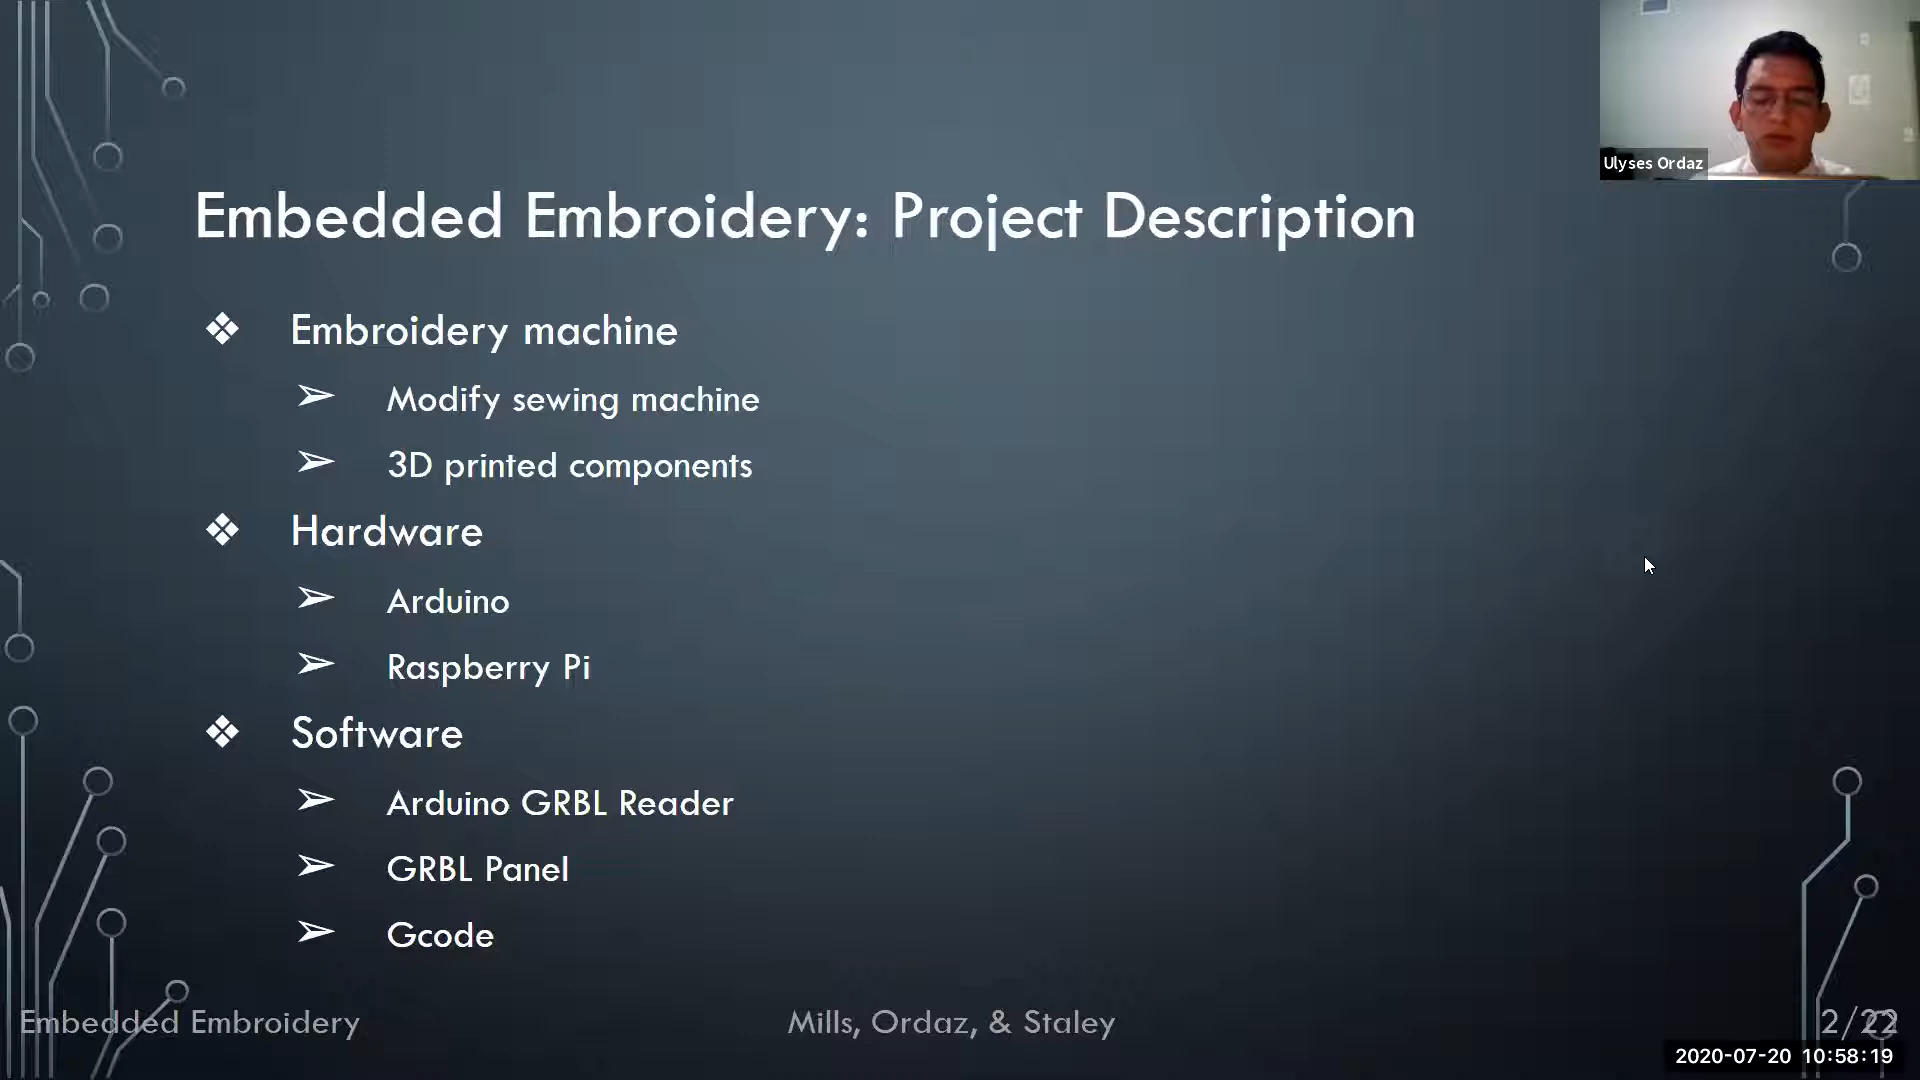 Ulyses Ordaz
Embedded Embroidery: Project Description
Embroidery machine
Modify sewing machine
3D printed components
Hardware
Arduino
Raspberry Pi
Software
Arduino GRBL Reader
GRBL Panel
Gcode
Embedded Embroidery
Mills, Ordaz, & Staley
2/22
2020-07-20 10:58:19